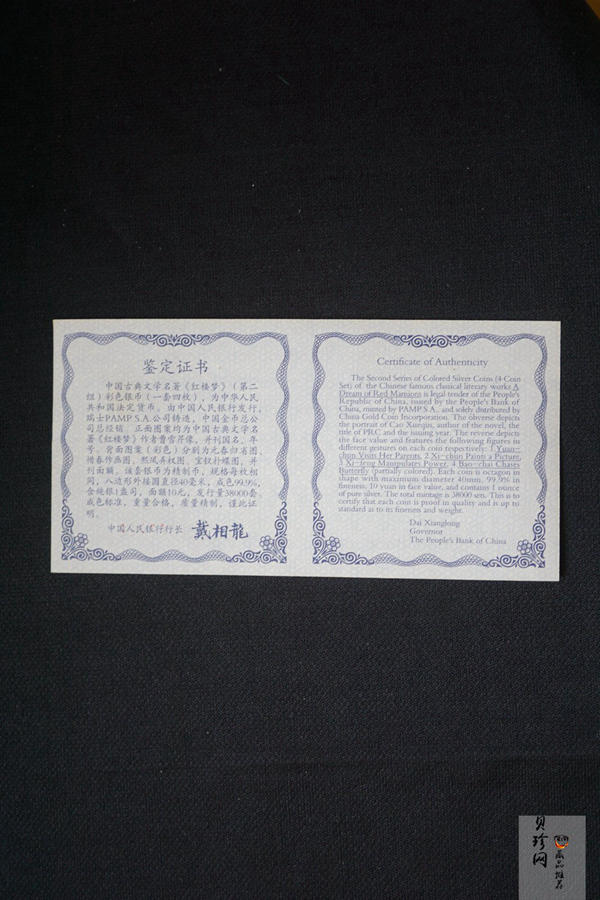 鉴定证书
中国古典文学名著《红楼梦》(第二
组)彩色银币(一套四枚),为中华人民
共和国法定货币。由中国人民银行发行,
瑞士PAMP S.A.公司铸造,中国金币总公
司总经销。正面图案均为中国古典文学名
著《红楼梦》作者曹雪芹像,并刊国名、年
号。背面图案(彩色)分别为元春归省图、
惜春作画图、熙凤弄权图、宝钗扑蝶图,并
刊面额。该套银币为精制币,规格每枚相
同,八边形外接圆直径40毫米,成色99.9%,
含纯银1盎司,面额10元,发行量38000套。
成色标准,重量合格,质量精制,谨此证
明。
中国人民银行行长 戴相龍
Certificate of Authenticity
The Second Series of Colored Silver Coins (4-Coin
Set) of the Chinese famous classical literary works A
Dream of Red Mansions is legal tender of the People's
Republic of China, issued by the People's Bank of
China, minted by PAMP S.A., and solely distributed by
China Gold Coin Incorporation. The obverse depicts
the portrait of Cao Xueqin, author of the novel, the
title of PRC and the issuing year. The reverse depicts
the face value and features the following figures in
different gestures on each coin respectively: 1 Yuan-
chun Visits Her Parents, 2 Xi-chun Paints a Picture,
3 Xi-feng Manipulates Power, 4 Bao-chai Chases
Butterfly (partially colored). Each coin is octagon in
shape with maximum diameter 40mm, 99.9% in
fineness, 10 yuan in face value, and contains 1 ounce
of pure silver. The total mintage is 38000 sets. This is to
certify that each coin is proof in quality and is up to
standard as to its fineness and weight.
Dai Xianglong
Governor
The People's Bank of China
贝珍网
藏品推荐